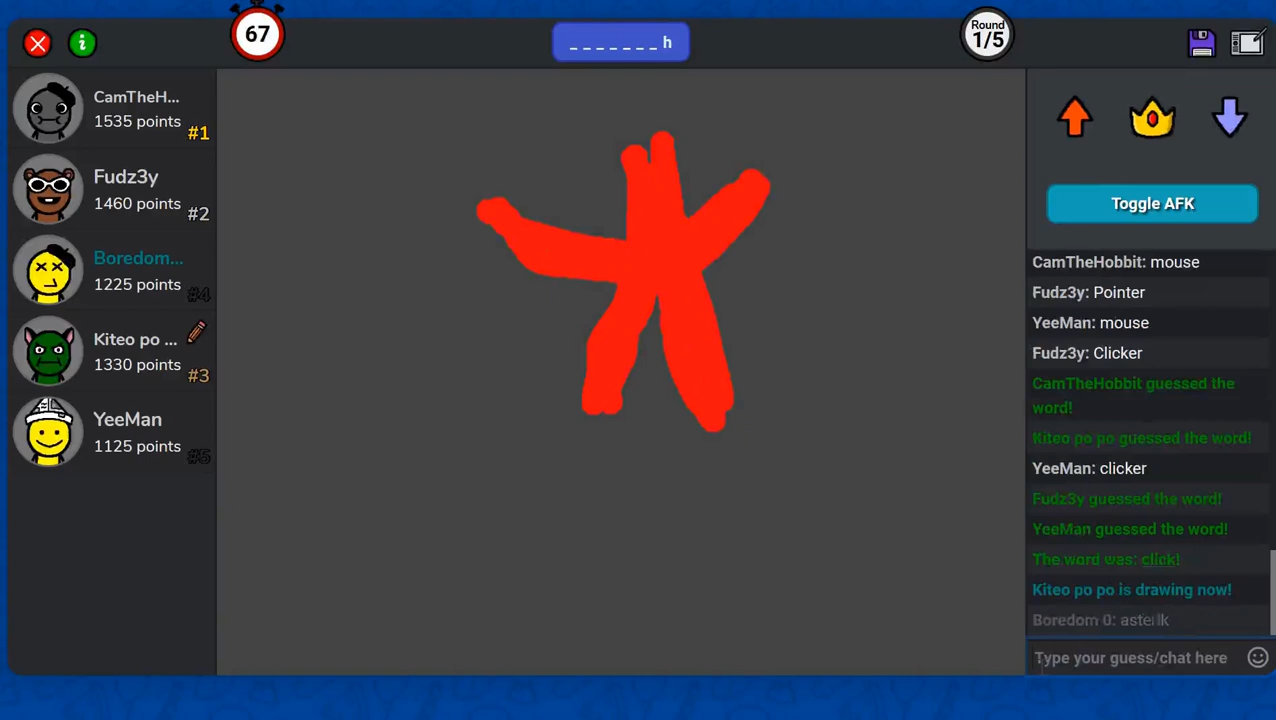 67
_ _ _ _ _ _ _ h
Round
1/5
CamTheH...
1535 points
#1
Fudz3y
1460 points
#2
Boredom...
1225 points
#4
Kiteo po ...
1330 points
#3
YeeMan
1125 points
#5
Toggle AFK
CamTheHobbit: mouse
Fudz3y: Pointer
YeeMan: mouse
Fudz3y: Clicker
CamTheHobbit guessed the
word!
Kiteo po po guessed the word!
YeeMan: clicker
Fudz3y guessed the word!
YeeMan guessed the word!
The word was: click!
Kiteo po po is drawing now!
Boredom 0:
Type your guess/chat here